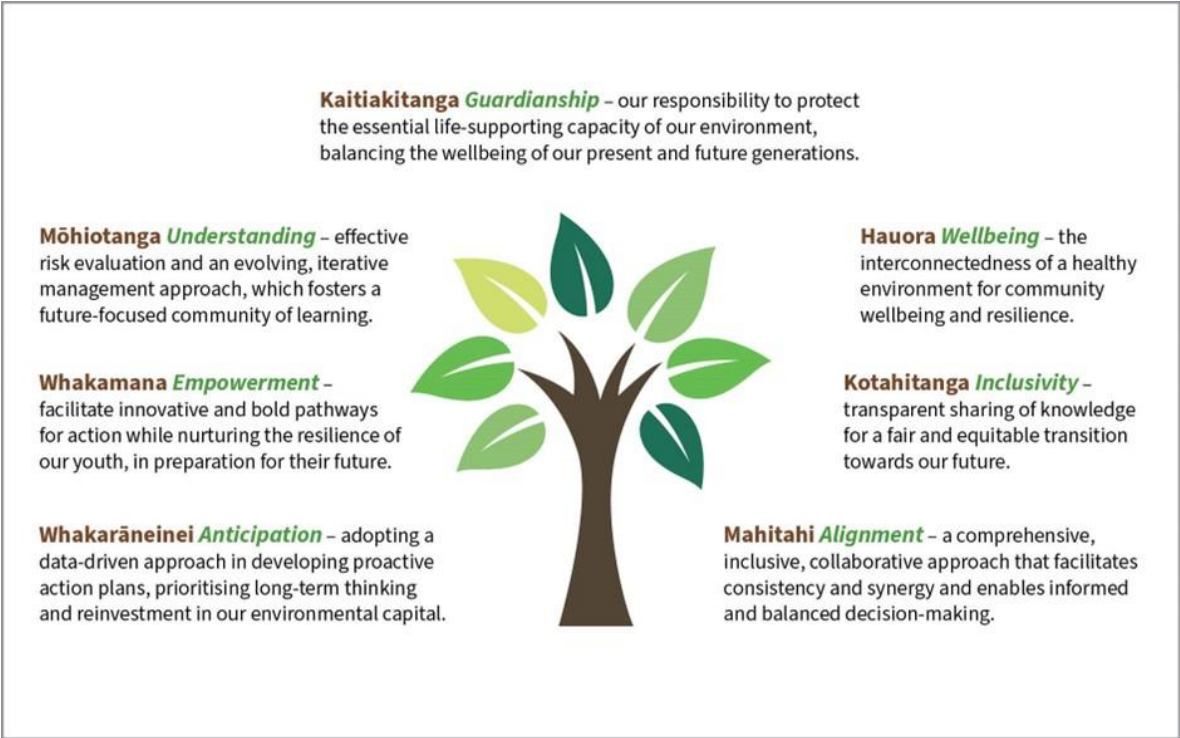 Kaitiakitanga Guardianship – our responsibility to protect
the essential life-supporting capacity of our environment,
balancing the wellbeing of our present and future generations.
Mōhiotanga Understanding – effective
risk evaluation and an evolving, iterative
management approach, which fosters a
future-focused community of learning.
Whakamana Empowerment –
facilitate innovative and bold pathways
for action while nurturing the resilience of
our youth, in preparation for their future.
Whakarāneinei Anticipation – adopting a
data-driven approach in developing proactive
action plans, prioritising long-term thinking
and reinvestment in our environmental capital.
Hauora Wellbeing – the
interconnectedness of a healthy
environment for community
wellbeing and resilience.
Kotahitanga Inclusivity –
transparent sharing of knowledge
for a fair and equitable transition
towards our future.
Mahitahi Alignment – a comprehensive,
inclusive, collaborative approach that facilitates
consistency and synergy and enables informed
and balanced decision-making.